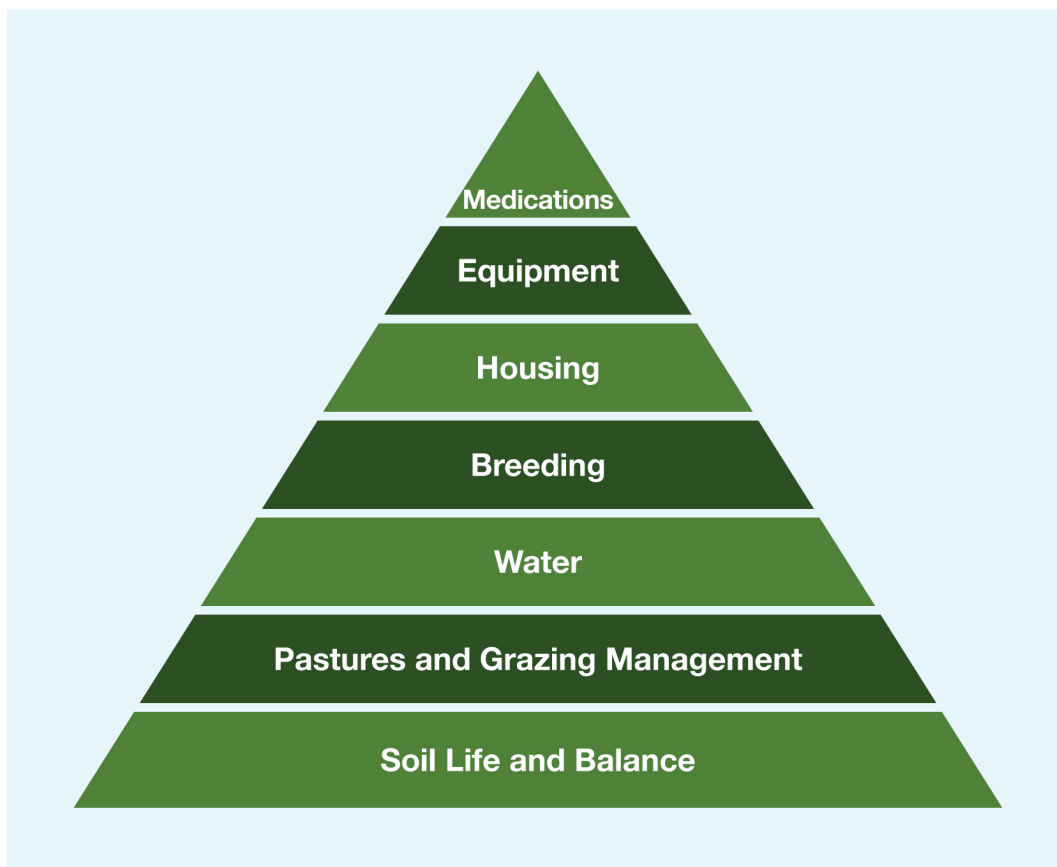 Medications
Equipment
Housing
Breeding
Water
Pastures and Grazing Management
Soil Life and Balance